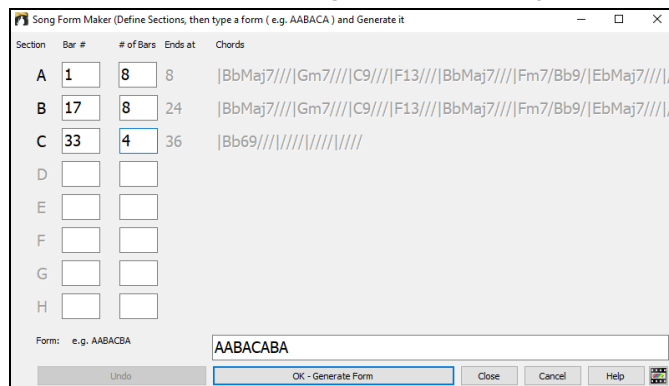 Song Form Maker (Define Sections, then type a form ( e.g. AABACA ) and Generate it
Section Bar # # of Bars Ends at Chords
A 1 8 8 |BbMaj7///|Gm7///|C9///|F13///|BbMaj7///|Fm7/Bb9/|EbMaj7///|/
B 17 8 24 |BbMaj7///|Gm7///|C9///|F13///|BbMaj7///|Fm7/Bb9/|EbMaj7///|/
C 33 4 36 |Bb69///|////|////|////
D
E
F
G
H
Form: e.g. AABACBA AABACABA
Undo OK - Generate Form Close Cancel Help